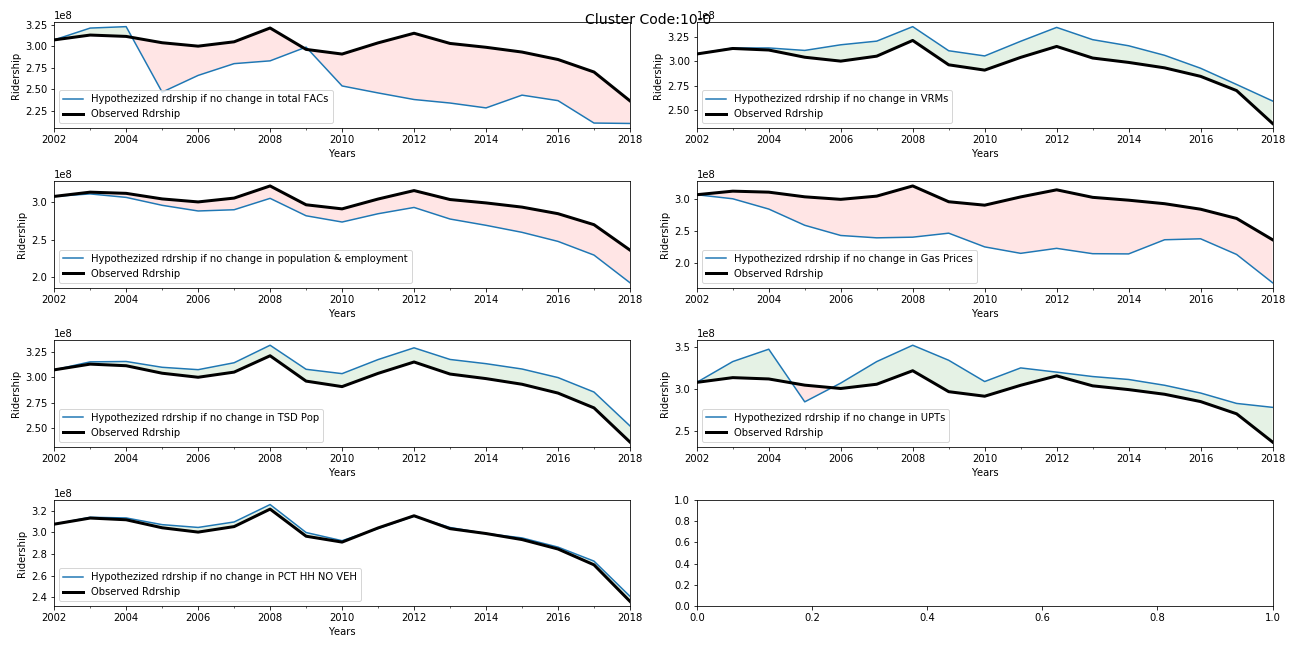 Cluster Code:10-0
1e8
3.25
3.00
2.75
2.50
2.25
Ridership
Hypothezized rdrship if no change in total FACs
Observed Rdrship
2002 2004 2006 2008 2010 2012 2014 2016 2018
Years
1e8
3.25
3.00
2.75
2.50
Ridership
Hypothezized rdrship if no change in VRMs
Observed Rdrship
2002 2004 2006 2008 2010 2012 2014 2016 2018
Years
1e8
3.0
2.5
2.0
Ridership
Hypothezized rdrship if no change in population & employment
Observed Rdrship
2002 2004 2006 2008 2010 2012 2014 2016 2018
Years
1e8
3.0
2.5
2.0
Ridership
Hypothezized rdrship if no change in Gas Prices
Observed Rdrship
2002 2004 2006 2008 2010 2012 2014 2016 2018
Years
1e8
3.25
3.00
2.75
2.50
Ridership
Hypothezized rdrship if no change in TSD Pop
Observed Rdrship
2002 2004 2006 2008 2010 2012 2014 2016 2018
Years
1e8
3.5
3.0
2.5
Ridership
Hypothezized rdrship if no change in UPTs
Observed Rdrship
2002 2004 2006 2008 2010 2012 2014 2016 2018
Years
1e8
3.2
3.0
2.8
2.6
2.4
Ridership
Hypothezized rdrship if no change in PCT HH NO VEH
Observed Rdrship
2002 2004 2006 2008 2010 2012 2014 2016 2018
Years
1.0
0.8
0.6
0.4
0.2
0.0
0.0 0.2 0.4 0.6 0.8 1.0